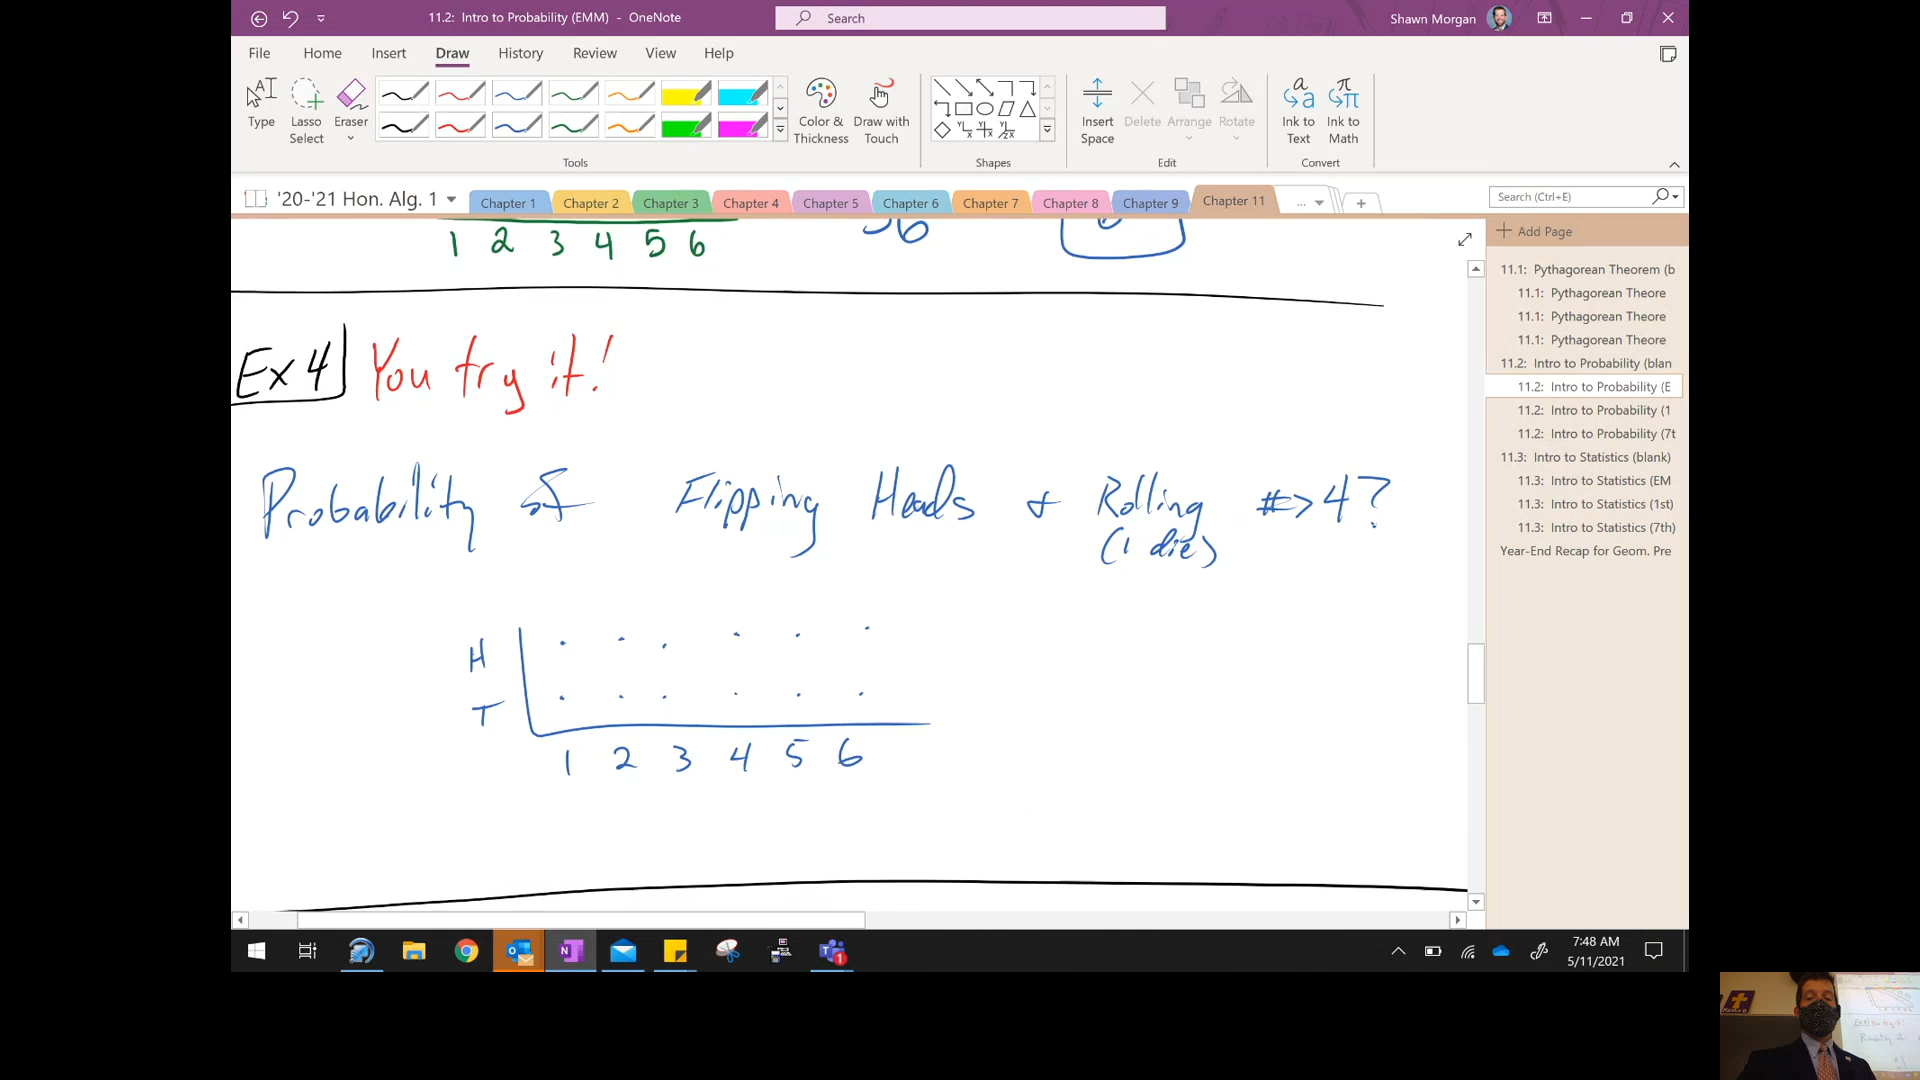 11.2: Intro to Probability (EMM) - OneNote
Search
Shawn Morgan
File Home Insert Draw History Review View Help
Type
Lasso Select
Eraser
Color & Thickness
Draw with Touch
Insert Space
Delete
Arrange
Rotate
Ink to Text
Ink to Math
Tools
Shapes
Edit
Convert
'20-'21 Hon. Alg. 1
Chapter 1 Chapter 2 Chapter 3 Chapter 4 Chapter 5 Chapter 6 Chapter 7 Chapter 8 Chapter 9 Chapter 11 ...
Search (Ctrl+E)
Add Page
11.1: Pythagorean Theorem (b
11.1: Pythagorean Theore
11.1: Pythagorean Theore
11.1: Pythagorean Theore
11.2: Intro to Probability (blan
11.2: Intro to Probability (E
11.2: Intro to Probability (1
11.2: Intro to Probability (7t
11.3: Intro to Statistics (blank)
11.3: Intro to Statistics (EM
11.3: Intro to Statistics (1st)
11.3: Intro to Statistics (7th)
Year-End Recap for Geom. Pre
1 2 3 4 5 6 36
Ex 4 You try it!
Probability of Flipping Heads & Rolling # > 4?
(1 die)
H
T
1 2 3 4 5 6
7:48 AM
5/11/2021